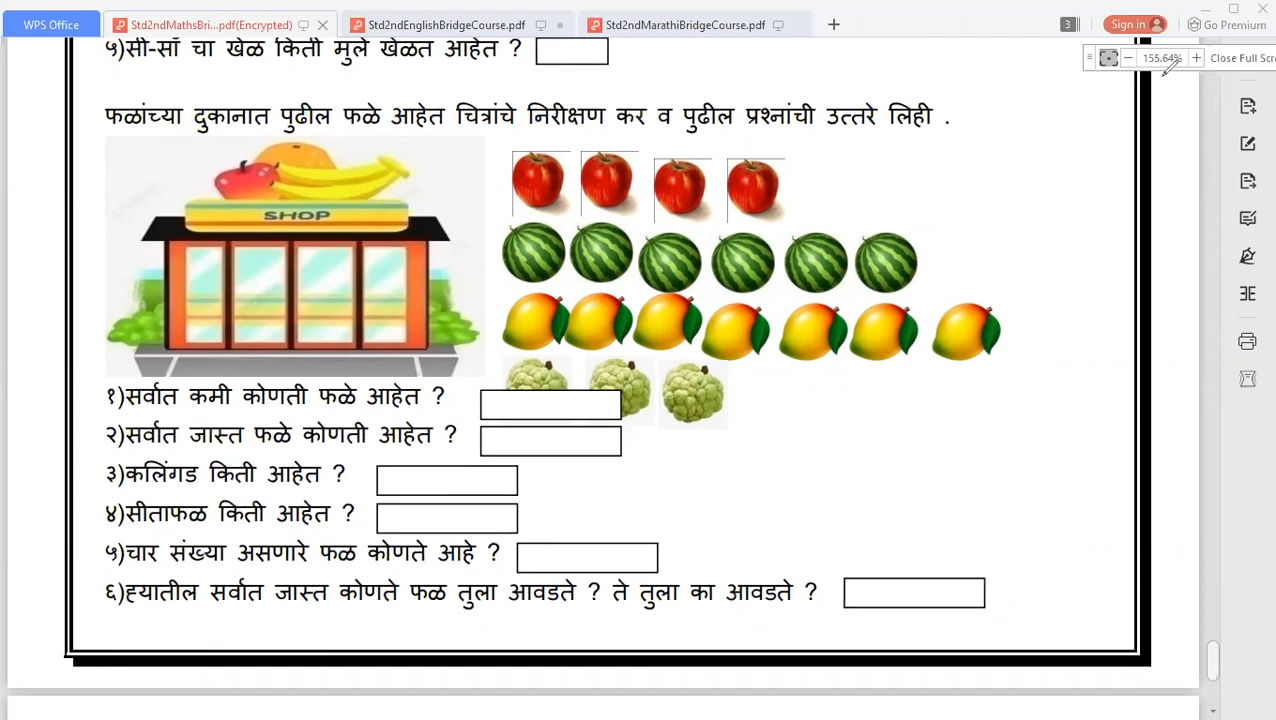 WPS Office
Std2ndMathsBri...pdf(Encrypted)
Std2ndEnglishBridgeCourse.pdf
Std2ndMarathiBridgeCourse.pdf
3
Sign in
Go Premium
155.64%
Close Full Scre
५)सी-सॉ चा खेळ किती मुले खेळत आहेत ?
फळांच्या दुकानात पुढील फळे आहेत चित्रांचे निरीक्षण कर व पुढील प्रश्नांची उत्तरे लिही .
SHOP
१)सर्वात कमी कोणती फळे आहेत ?
२)सर्वात जास्त फळे कोणती आहेत ?
३)कलिंगड किती आहेत ?
४)सीताफळ किती आहेत ?
५)चार संख्या असणारे फळ कोणते आहे ?
६)ह्यातील सर्वात जास्त कोणते फळ तुला आवडते ? ते तुला का आवडते ?